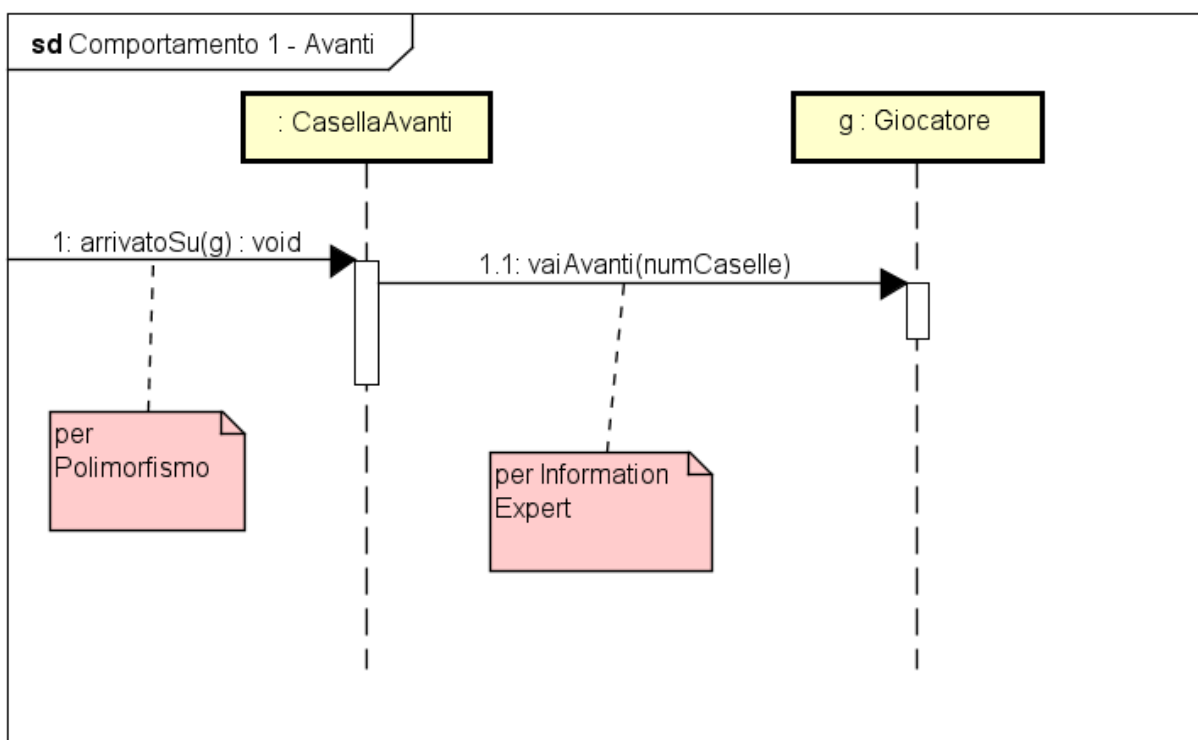 sd Comportamento 1 - Avanti
: CasellaAvanti
g : Giocatore
1: arrivatoSu(g) : void
1.1: vaiAvanti(numCaselle)
per
Polimorfismo
per Information
Expert